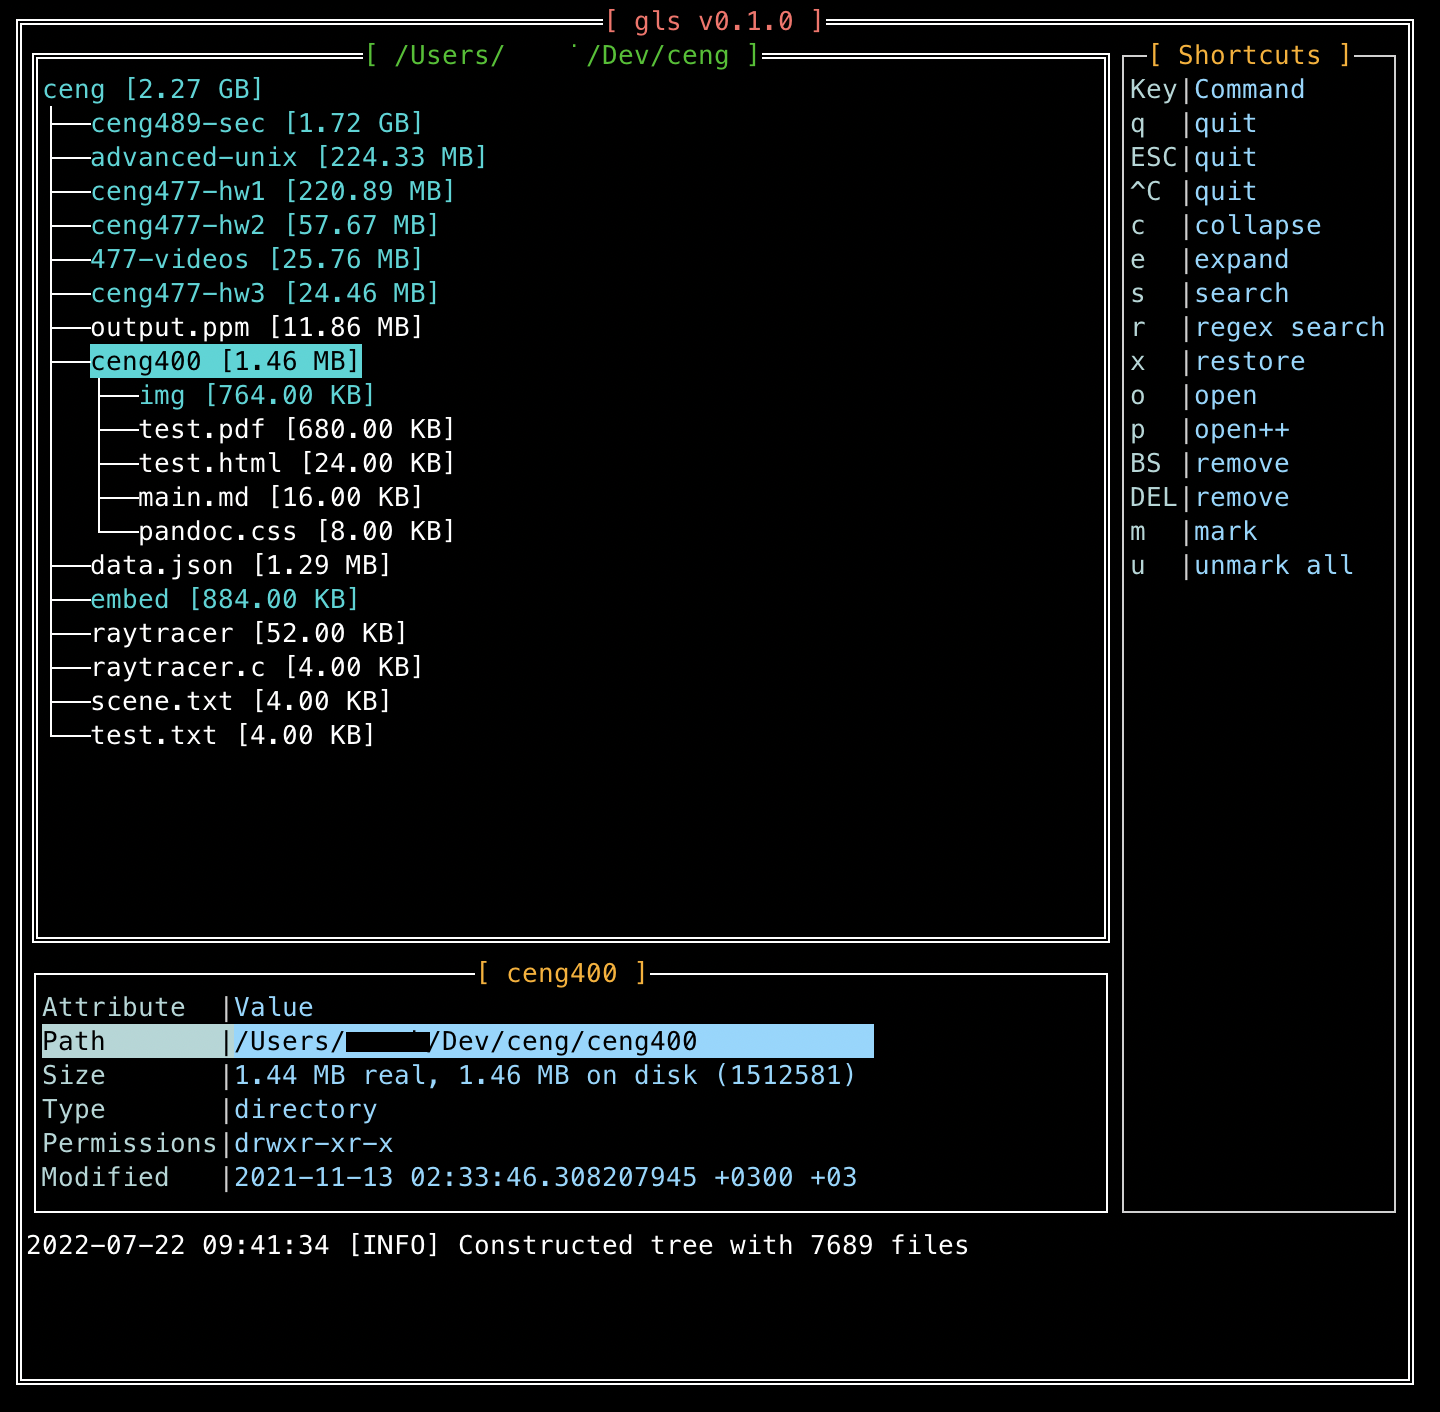 [ gls v0.1.0 ]
[ /Users/ /Dev/ceng ]
ceng [2.27 GB]
ceng489-sec [1.72 GB]
advanced-unix [224.33 MB]
ceng477-hw1 [220.89 MB]
ceng477-hw2 [57.67 MB]
477-videos [25.76 MB]
ceng477-hw3 [24.46 MB]
output.ppm [11.86 MB]
ceng400 [1.46 MB]
img [764.00 KB]
test.pdf [680.00 KB]
test.html [24.00 KB]
main.md [16.00 KB]
pandoc.css [8.00 KB]
data.json [1.29 MB]
embed [884.00 KB]
raytracer [52.00 KB]
raytracer.c [4.00 KB]
scene.txt [4.00 KB]
test.txt [4.00 KB]
[ Shortcuts ]
Key|Command
q |quit
ESC|quit
^C |quit
c |collapse
e |expand
s |search
r |regex search
x |restore
o |open
p |open++
BS |remove
DEL|remove
m |mark
u |unmark all
[ ceng400 ]
Attribute |Value
Path |/Users/ /Dev/ceng/ceng400
Size |1.44 MB real, 1.46 MB on disk (1512581)
Type |directory
Permissions|drwxr-xr-x
Modified |2021-11-13 02:33:46.308207945 +0300 +03
2022-07-22 09:41:34 [INFO] Constructed tree with 7689 files